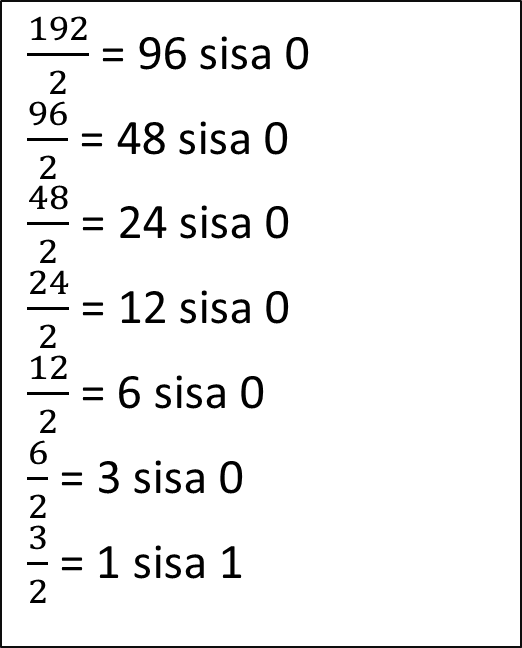 192/2 = 96 sisa 0
96/2 = 48 sisa 0
48/2 = 24 sisa 0
24/2 = 12 sisa 0
12/2 = 6 sisa 0
6/2 = 3 sisa 0
3/2 = 1 sisa 1